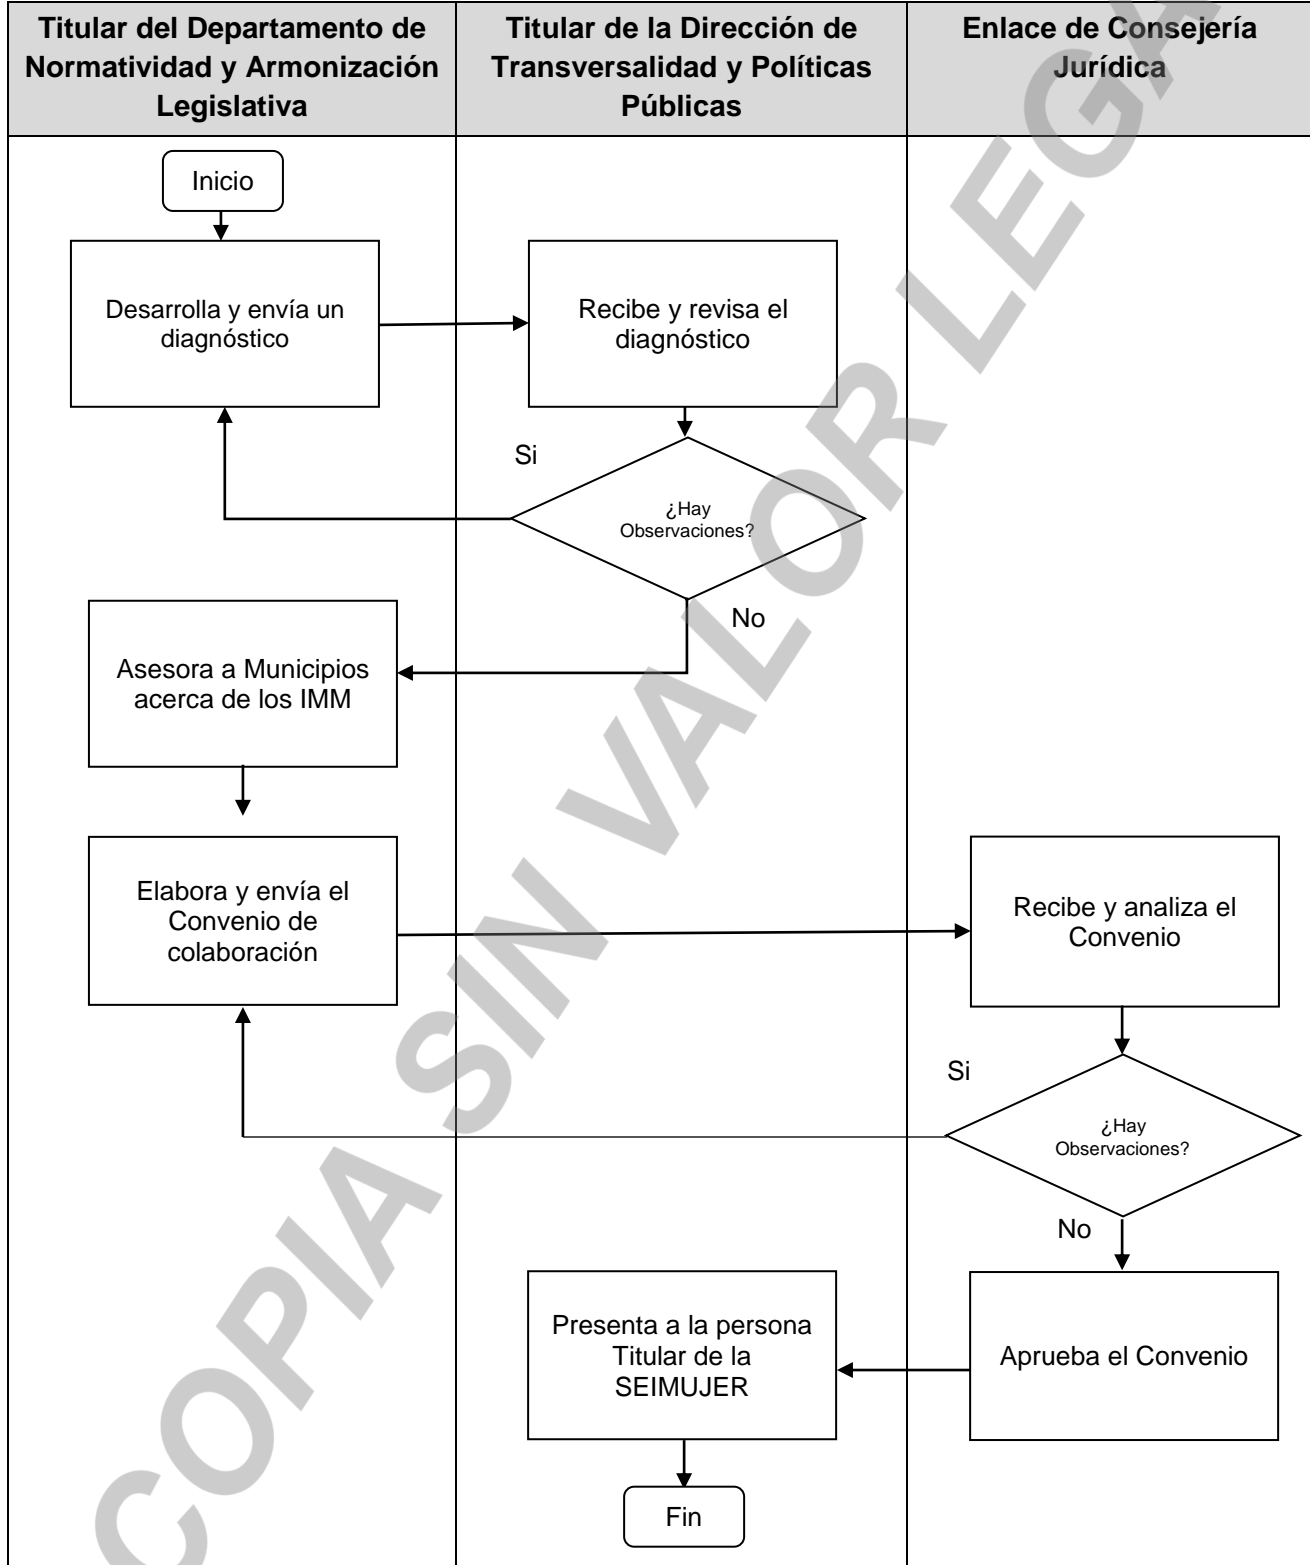 Titular del Departamento de
Normatividad y Armonización
Legislativa
Titular de la Dirección de
Transversalidad y Políticas
Públicas
Enlace de Consejería
Jurídica
Inicio
Desarrolla y envía un
diagnóstico
Recibe y revisa el
diagnóstico
Si
¿Hay
Observaciones?
No
Asesora a Municipios
acerca de los IMM
Elabora y envía el
Convenio de
colaboración
Recibe y analiza el
Convenio
Si
¿Hay
Observaciones?
No
Presenta a la persona
Titular de la
SEIMUJER
Aprueba el Convenio
Fin
COPIA SIN VALOR LEGA